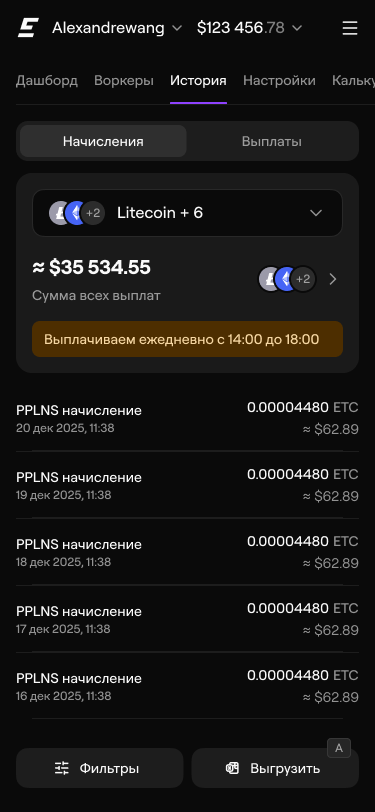 Alexandrewang $123 456.78
Дашборд Воркеры История Настройки Кальку
Начисления Выплаты
+2 Litecoin + 6
≈ $35 534.55
+2
Сумма всех выплат
Выплачиваем ежедневно с 14:00 до 18:00
PPLNS начисление 0.00004480 ETC
20 дек 2025, 11:38 ≈ $62.89
PPLNS начисление 0.00004480 ETC
19 дек 2025, 11:38 ≈ $62.89
PPLNS начисление 0.00004480 ETC
18 дек 2025, 11:38 ≈ $62.89
PPLNS начисление 0.00004480 ETC
17 дек 2025, 11:38 ≈ $62.89
PPLNS начисление 0.00004480 ETC
16 дек 2025, 11:38 ≈ $62.89
A
Фильтры Выгрузить